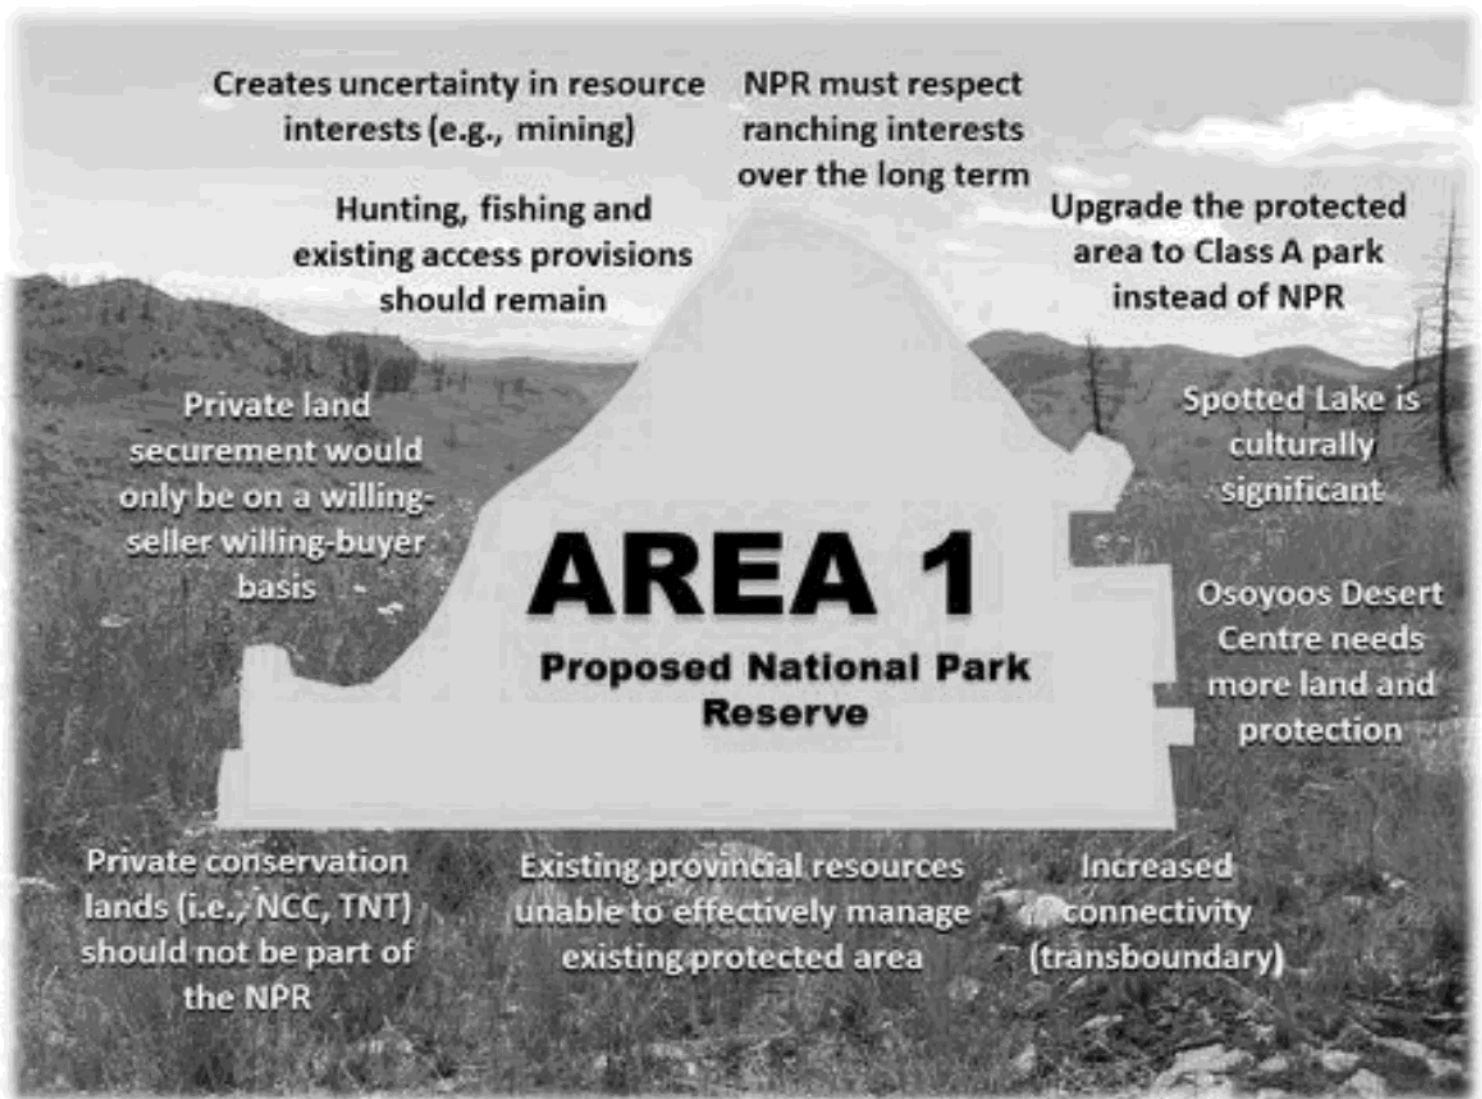 Creates uncertainty in resource
interests (e.g., mining)
NPR must respect
ranching interests
over the long term
Hunting, fishing and
existing access provisions
should remain
Upgrade the protected
area to Class A park
instead of NPR
Private land
securement would
only be on a willing-
seller willing-buyer
basis
Spotted Lake is
culturally
significant
AREA 1
Proposed National Park
Reserve
Osoyoos Desert
Centre needs
more land and
protection
Private conservation
lands (i.e., NCC, TNT)
should not be part of
the NPR
Existing provincial resources
unable to effectively manage
existing protected area
Increased
connectivity
(transboundary)